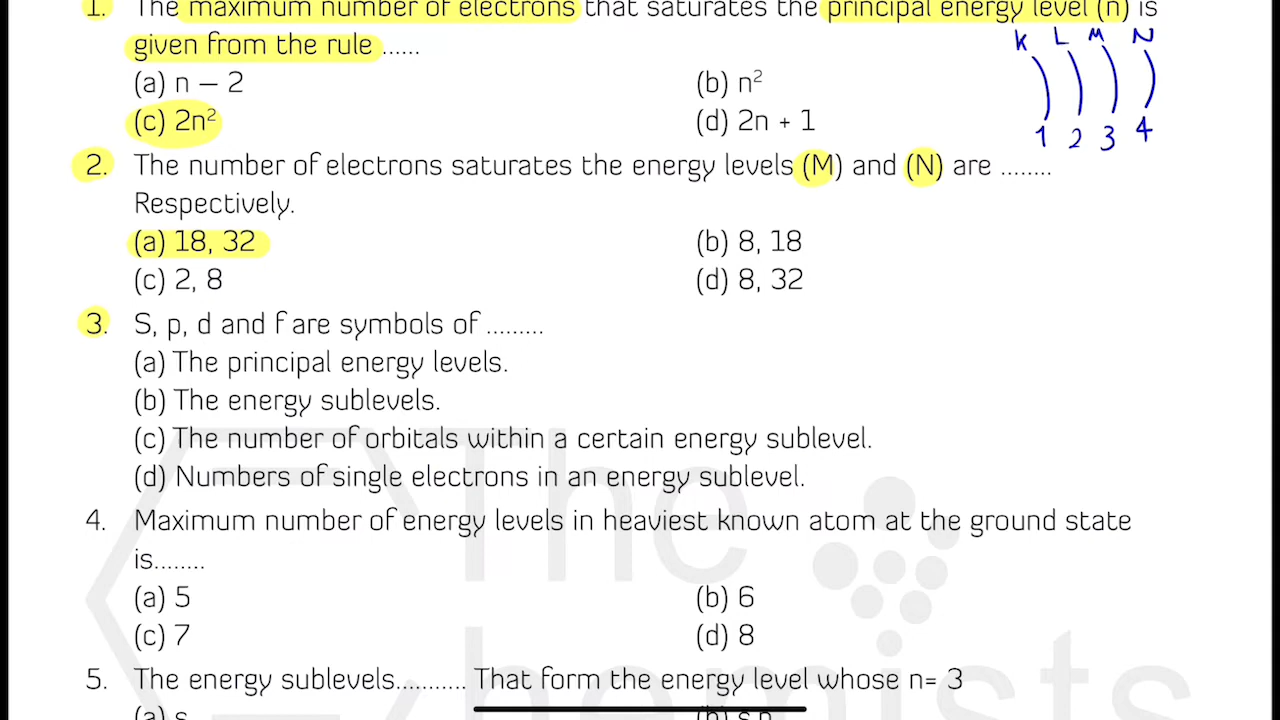 1. The maximum number of electrons that saturates the principal energy level (n) is
given from the rule ......
K L M N
(a) n – 2 (b) n²
(c) 2n² (d) 2n + 1
1 2 3 4
2. The number of electrons saturates the energy levels (M) and (N) are ........
Respectively.
(a) 18, 32 (b) 8, 18
(c) 2, 8 (d) 8, 32
3. S, p, d and f are symbols of .........
(a) The principal energy levels.
(b) The energy sublevels.
(c) The number of orbitals within a certain energy sublevel.
(d) Numbers of single electrons in an energy sublevel.
4. Maximum number of energy levels in heaviest known atom at the ground state
is........
(a) 5 (b) 6
(c) 7 (d) 8
5. The energy sublevels........... That form the energy level whose n= 3
(a) s (b) s,p
The
hemists